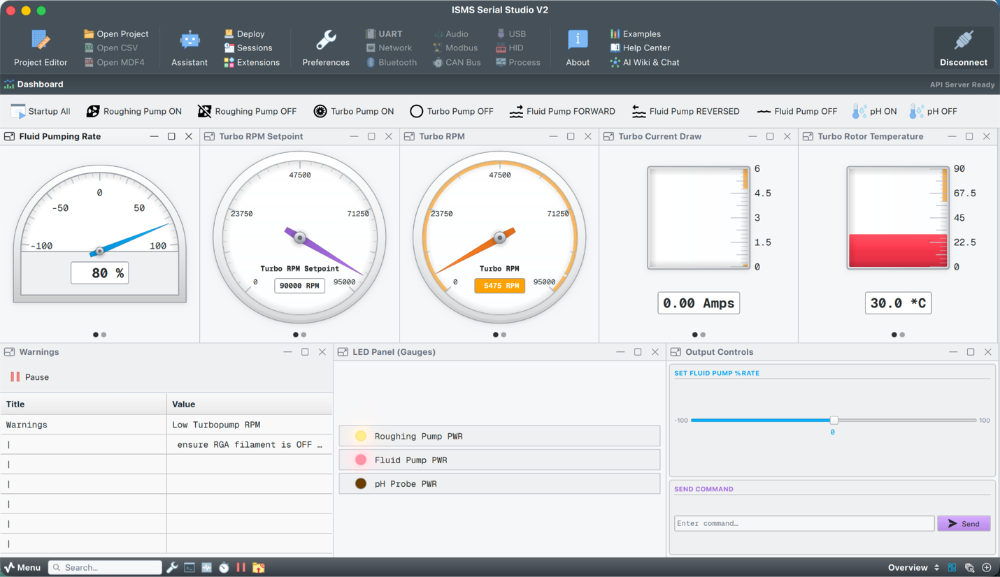 ISMS Serial Studio V2
Project Editor
Open Project
Open CSV
Open MDF4
Assistant
Deploy
Sessions
Extensions
Preferences
UART
Network
Bluetooth
Audio
Modbus
CAN Bus
USB
HID
Process
About
Examples
Help Center
AI Wiki & Chat
Disconnect
Dashboard
API Server Ready
Startup All
Roughing Pump ON
Roughing Pump OFF
Turbo Pump ON
Turbo Pump OFF
Fluid Pump FORWARD
Fluid Pump REVERSED
Fluid Pump OFF
pH ON
pH OFF
Fluid Pumping Rate
-100
-50
0
50
100
80 %
Turbo RPM Setpoint
0
23750
47500
71250
95000
Turbo RPM Setpoint
90000 RPM
Turbo RPM
0
23750
47500
71250
95000
Turbo RPM
5475 RPM
Turbo Current Draw
6
4.5
3
1.5
0
0.00 Amps
Turbo Rotor Temperature
90
67.5
45
22.5
0
30.0 *C
Warnings
Pause
Title Value
Warnings Low Turbopump RPM
| ensure RGA filament is OFF …
|
|
|
|
|
LED Panel (Gauges)
Roughing Pump PWR
Fluid Pump PWR
pH Probe PWR
Output Controls
SET FLUID PUMP %RATE
-100 100
0
SEND COMMAND
Enter command…
Send
Menu
Search…
Overview